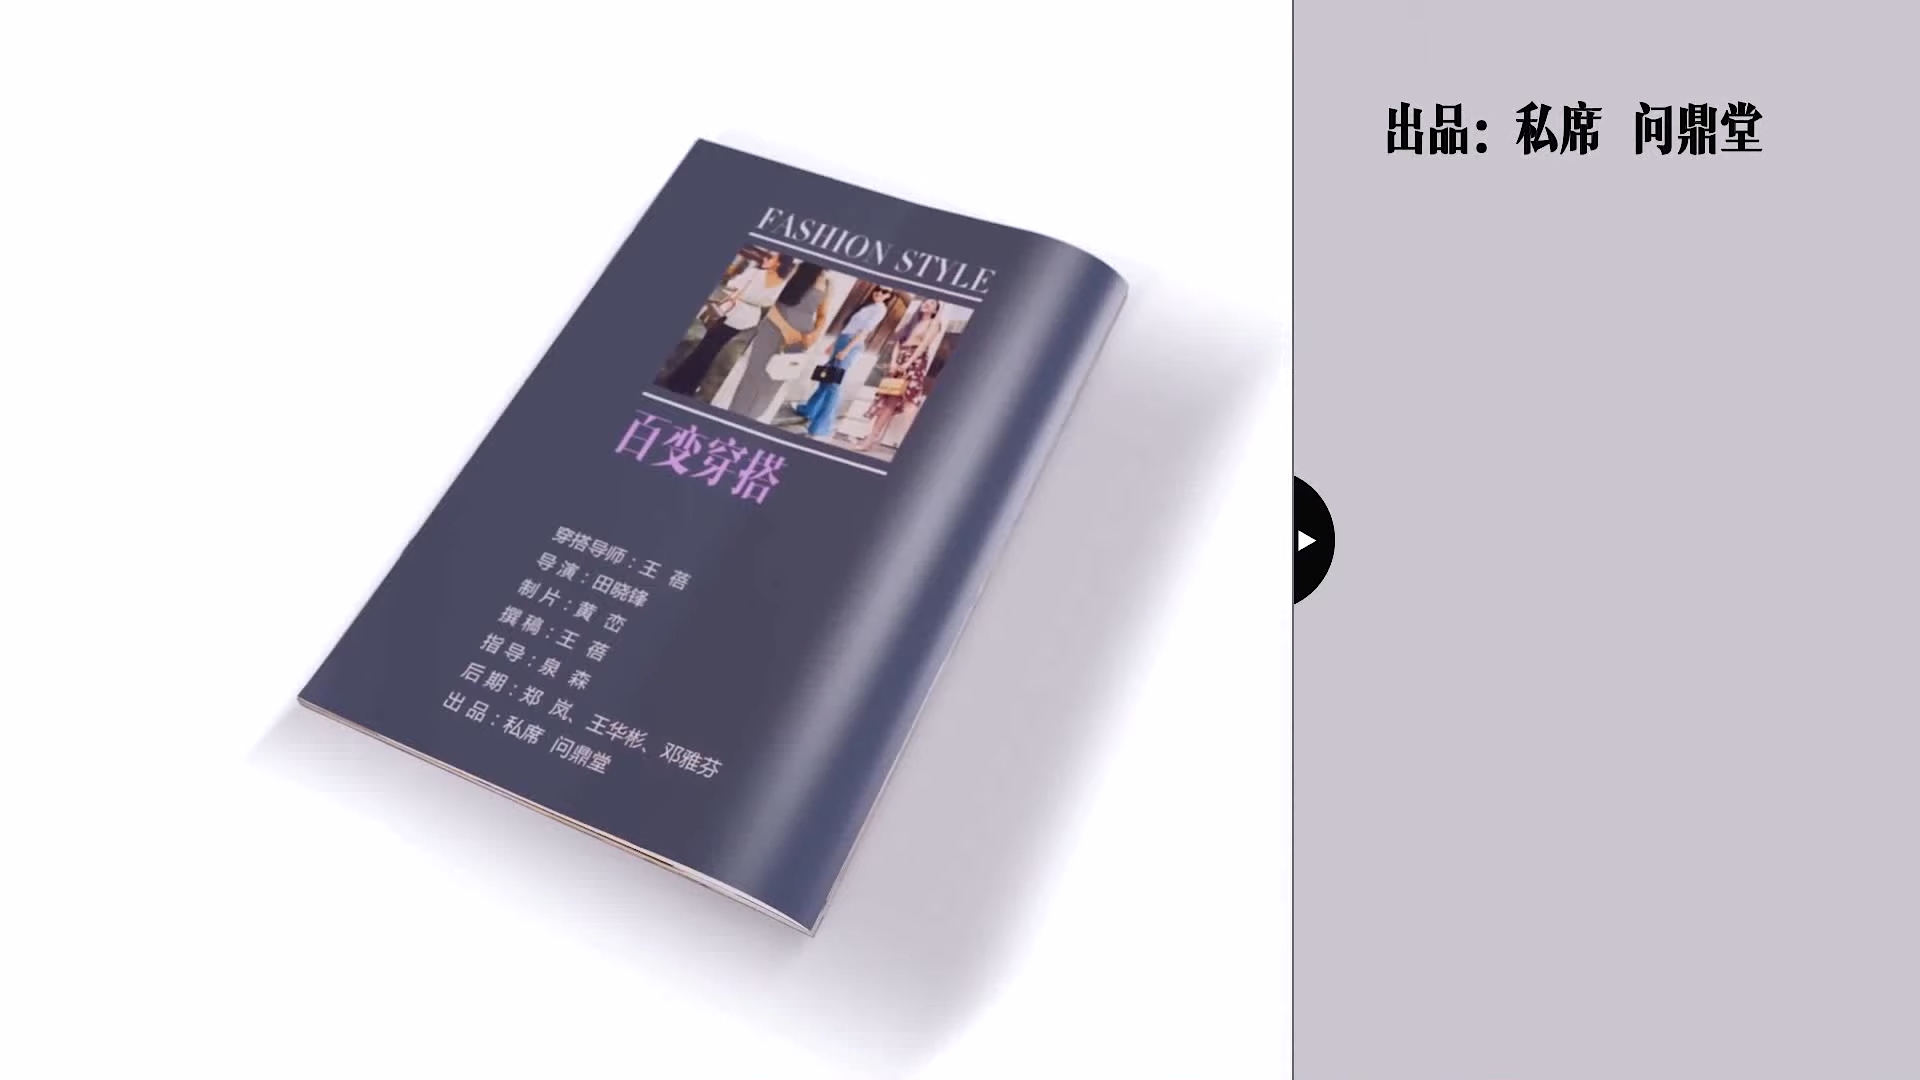 FASHION STYLE
百变穿搭
穿搭导师：王 蓓
导 演：田晓锋
制 片：黄 峦
撰 稿：王 蓓
指 导：泉 森
后 期：郑 岚、王华彬、邓雅芬
出 品：私席 问鼎堂
出品：私席 问鼎堂